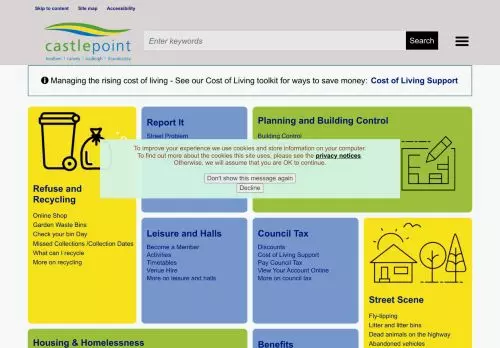 Skip to content Site map Accessibility
castlepoint
benfleet | canvey | hadleigh | thundersley
Enter keywords
Search
Managing the rising cost of living - See our Cost of Living toolkit for ways to save money: Cost of Living Support
Refuse and
Recycling
Online Shop
Garden Waste Bins
Check your bin Day
Missed Collections /Collection Dates
What can I recycle
More on recycling
Report It
Street Problem
Planning and Building Control
Building Control
To improve your experience we use cookies and store information on your computer.
To find out more about the cookies this site uses, please see the privacy notices.
Otherwise, we will assume that you are OK to continue.
Don't show this message again
Decline
Leisure and Halls
Become a Member
Activities
Timetables
Venue Hire
More on leisure and halls
Council Tax
Discounts
Cost of Living Support
Pay Council Tax
View Your Account Online
More on council tax
Street Scene
Fly-tipping
Litter and litter bins
Dead animals on the highway
Abandoned vehicles
Housing & Homelessness
Benefits